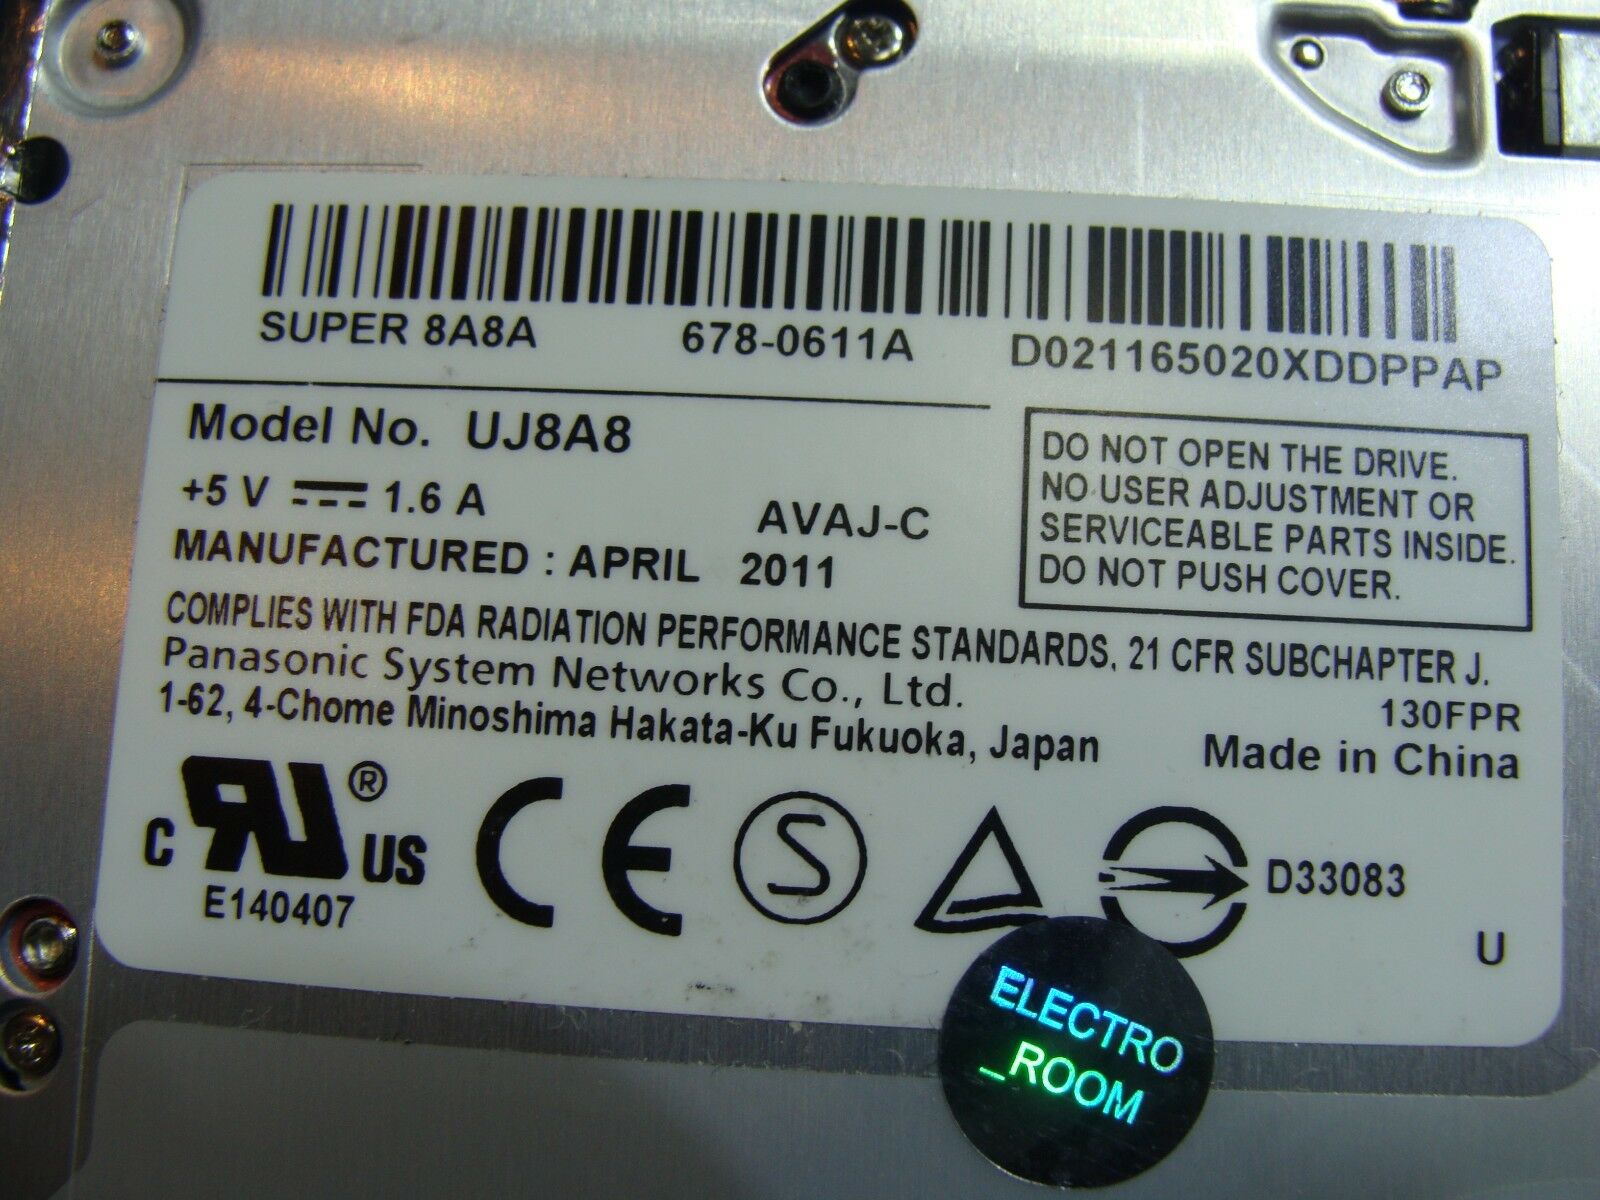 SUPER 8A8A 678-0611A D021165020XDDPPAP
Model No. UJ8A8
+5 V 1.6 A
AVAJ-C
MANUFACTURED : APRIL 2011
DO NOT OPEN THE DRIVE.
NO USER ADJUSTMENT OR
SERVICEABLE PARTS INSIDE.
DO NOT PUSH COVER.
COMPLIES WITH FDA RADIATION PERFORMANCE STANDARDS, 21 CFR SUBCHAPTER J.
Panasonic System Networks Co., Ltd.
130FPR
1-62, 4-Chome Minoshima Hakata-Ku Fukuoka, Japan
Made in China
C RU ® US
E140407
CE
S
D33083
U
ELECTRO
_ROOM